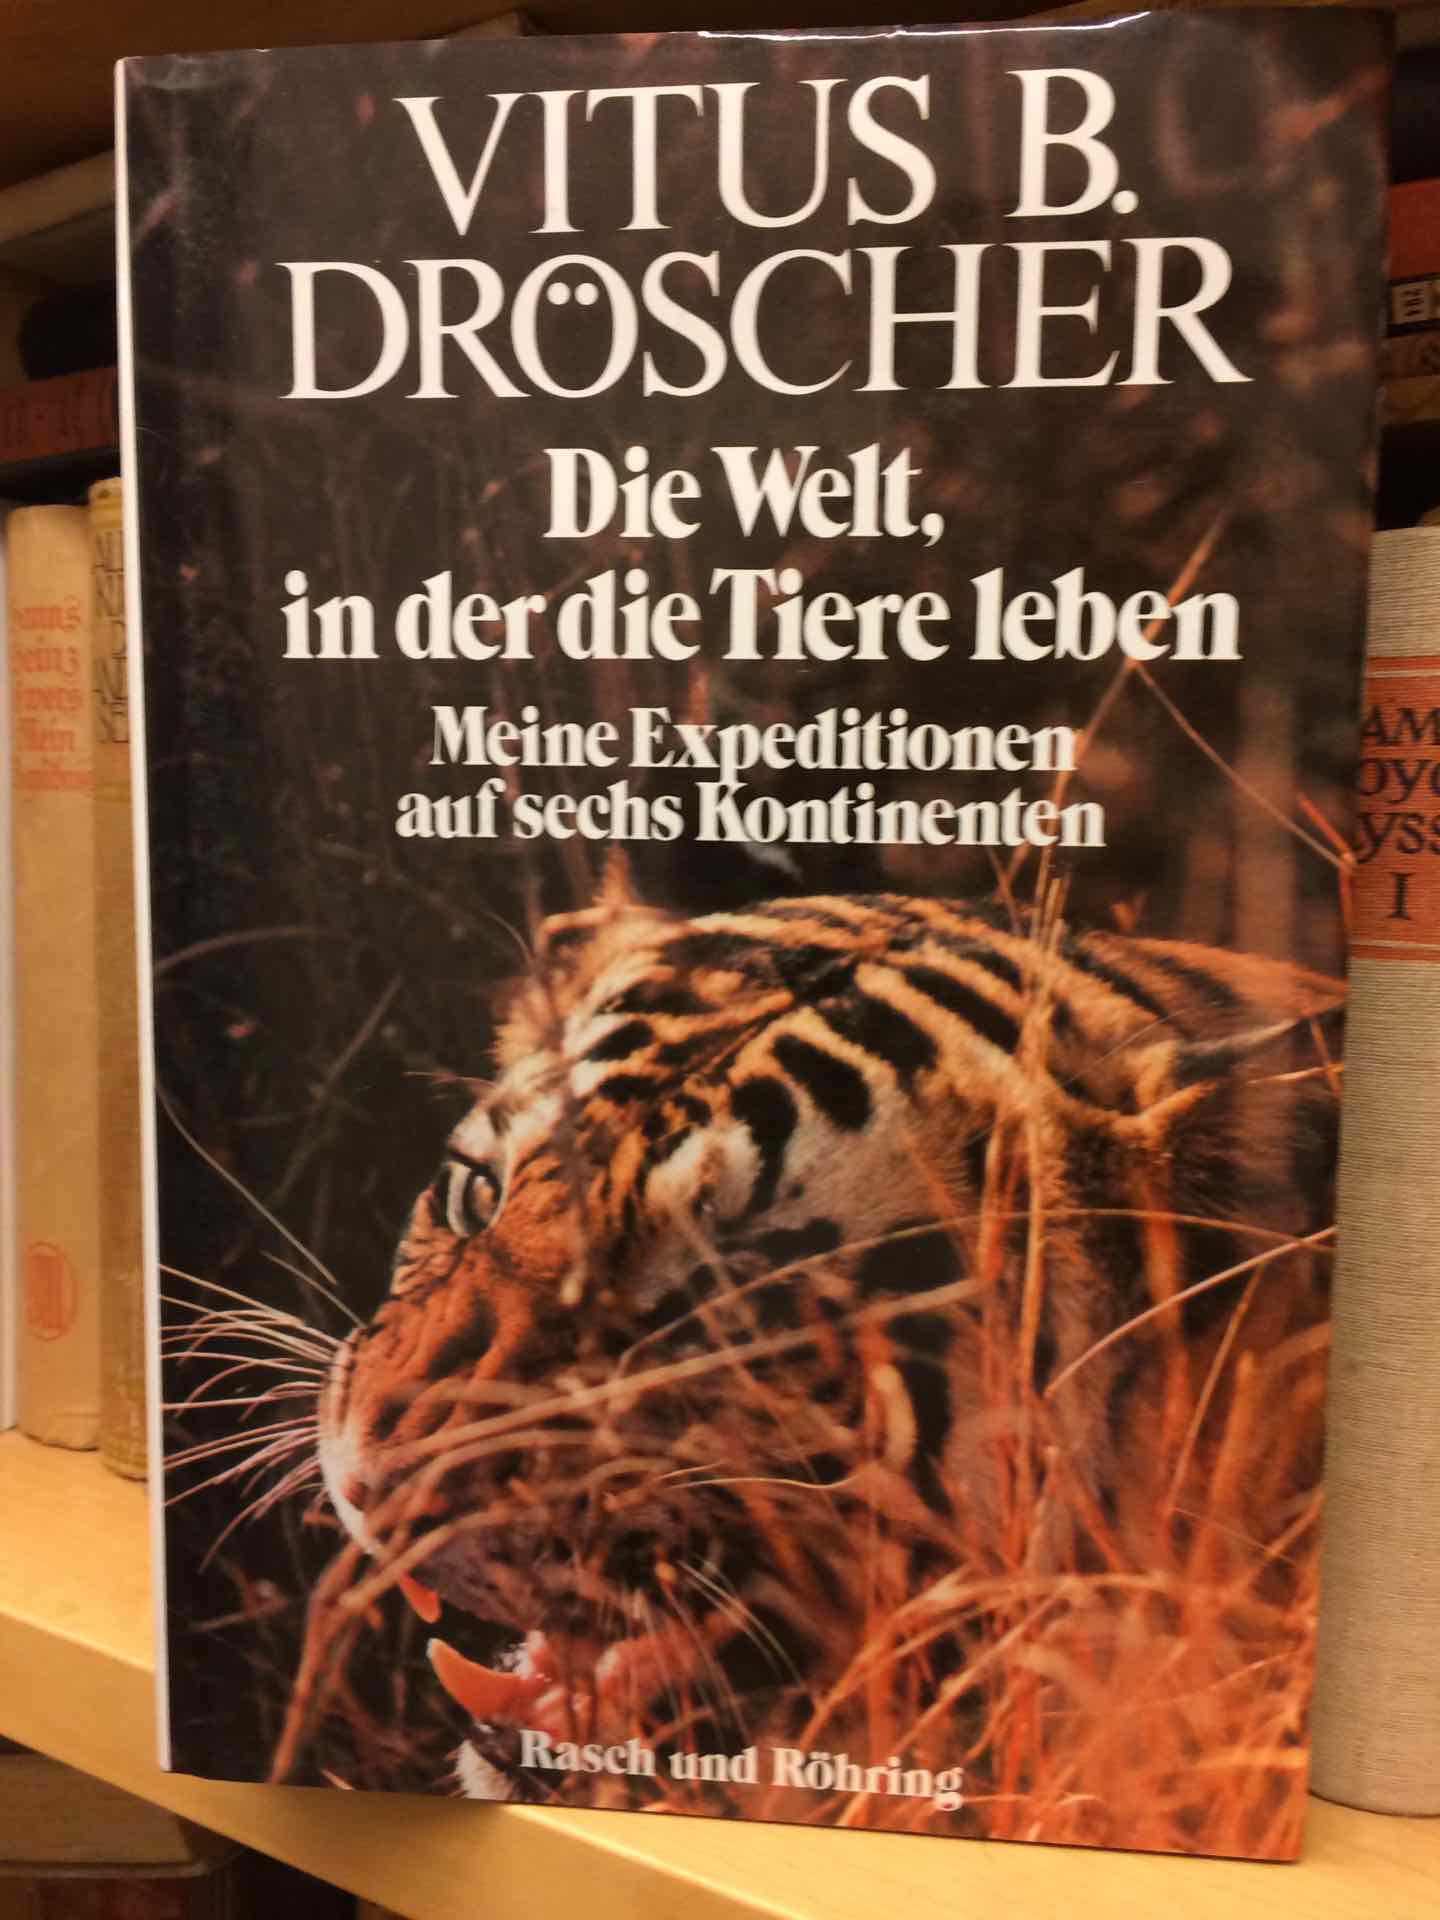 VITUS B.
DRÖSCHER
Die Welt,
in der die Tiere leben
Meine Expeditionen
auf sechs Kontinenten
Rasch und Röhring
I